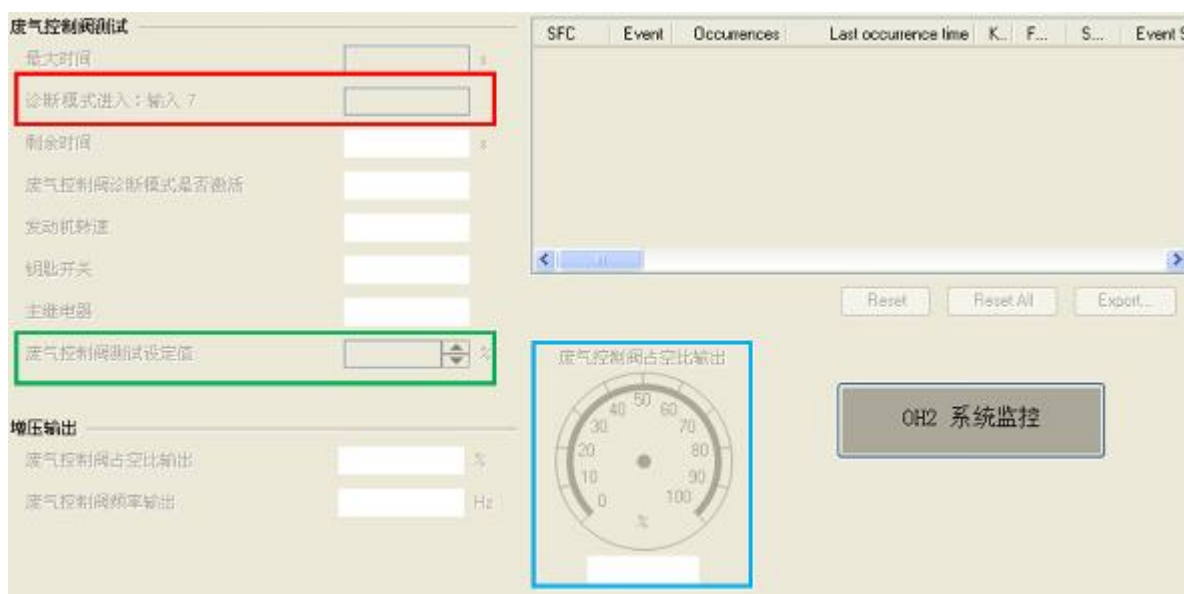 废气控制阀测试
最大时间 s
诊断模式进入：输入 7
剩余时间 s
废气控制阀诊断模式是否激活
发动机转速
钥匙开关
主继电器
废气控制阀测试设定值 %
增压输出
废气控制阀占空比输出 %
废气控制阀频率输出 Hz
SFC Event Occurrences Last occurrence time K... F... S... Event S
Reset Reset All Export...
废气控制阀占空比输出
0 10 20 30 40 50 60 70 80 90 100
%
OH2 系统监控